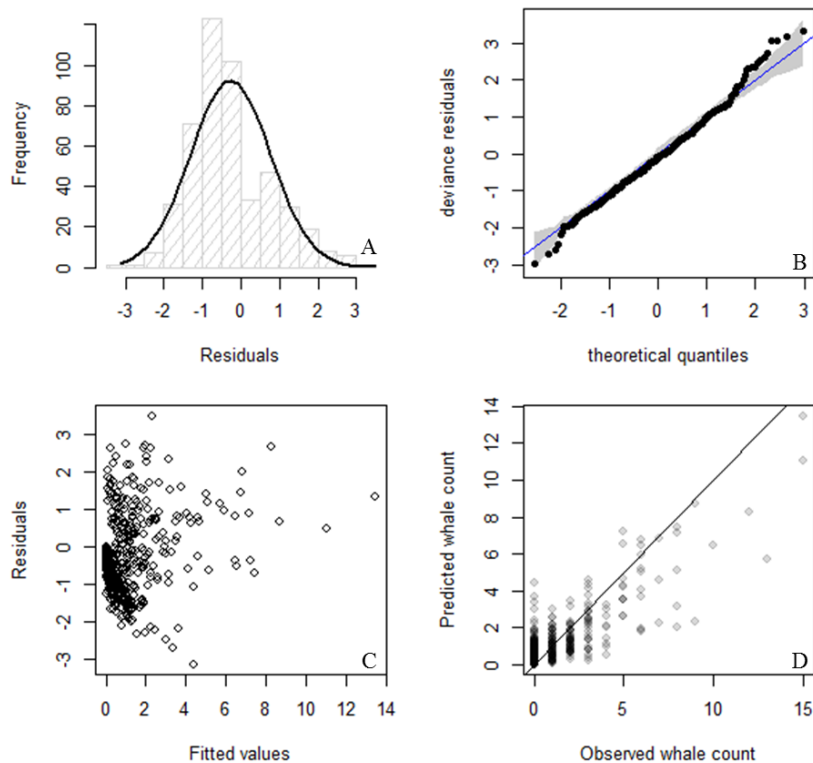 Frequency
0 20 40 60 80 100
-3 -2 -1 0 1 2 3
Residuals
A
deviance residuals
-3 -2 -1 0 1 2 3
-2 -1 0 1 2 3
theoretical quantiles
B
Residuals
-3 -2 -1 0 1 2 3
0 2 4 6 8 10 12 14
Fitted values
C
Predicted whale count
0 2 4 6 8 10 12 14
0 5 10 15
Observed whale count
D